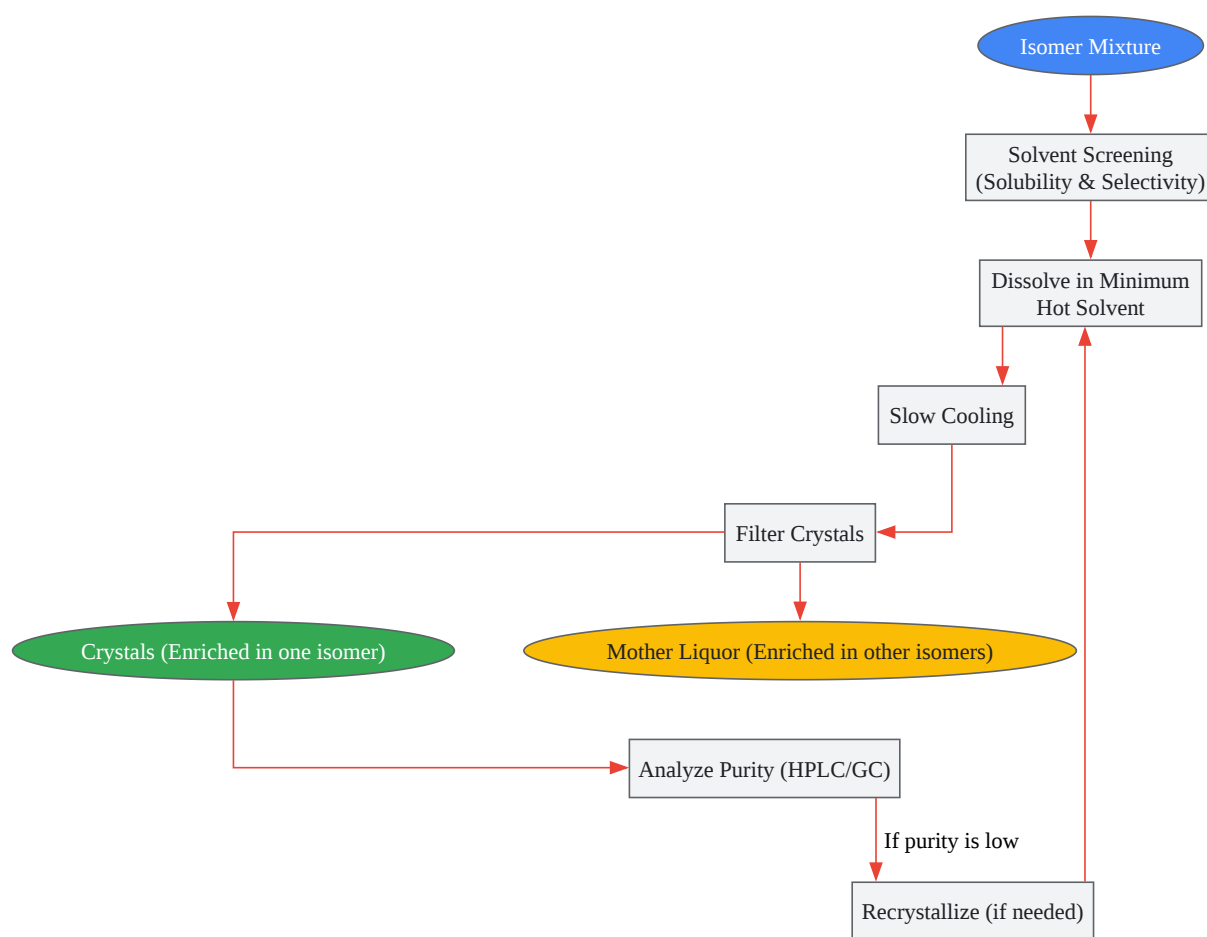 Isomer Mixture
Solvent Screening
(Solubility & Selectivity)
Dissolve in Minimum
Hot Solvent
Slow Cooling
Filter Crystals
Crystals (Enriched in one isomer)
Mother Liquor (Enriched in other isomers)
Analyze Purity (HPLC/GC)
If purity is low
Recrystallize (if needed)